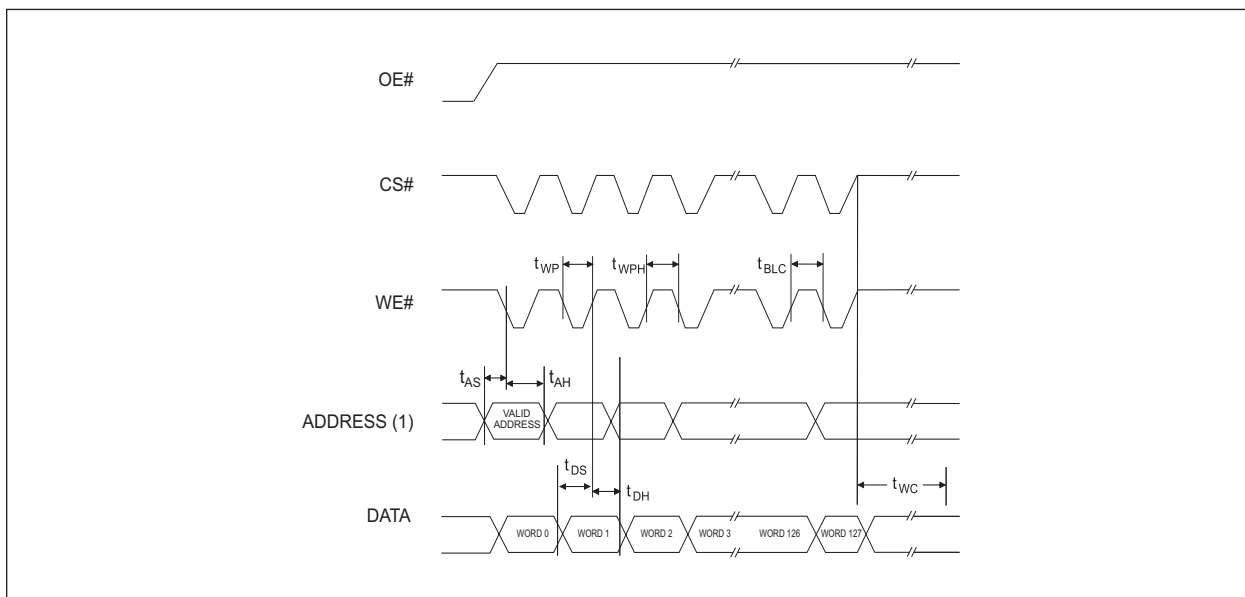 OE#
CS#
tWP
tWPH
tBLC
WE#
tAS
tAH
ADDRESS (1)
VALID
ADDRESS
tDS
tDH
tWC
DATA
WORD 0
WORD 1
WORD 2
WORD 3
WORD 126
WORD 127